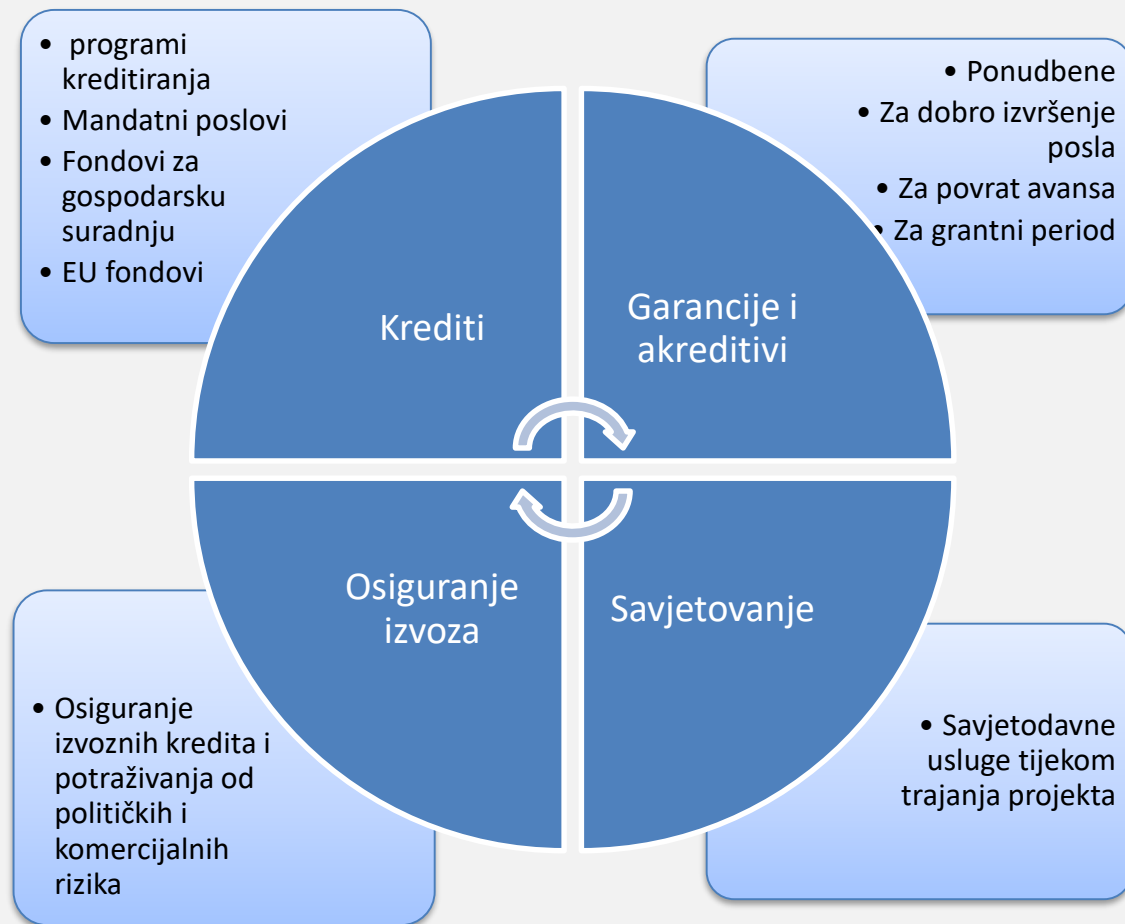 • programi
kreditiranja
• Mandatni poslovi
• Fondovi za
gospodarsku
suradnju
• EU fondovi
• Ponudbene
• Za dobro izvršenje
posla
• Za povrat avansa
• Za grantni period
Krediti
Garancije i
akreditivi
Osiguranje
izvoza
Savjetovanje
• Osiguranje
izvoznih kredita i
potraživanja od
političkih i
komercijalnih
rizika
• Savjetodavne
usluge tijekom
trajanja projekta